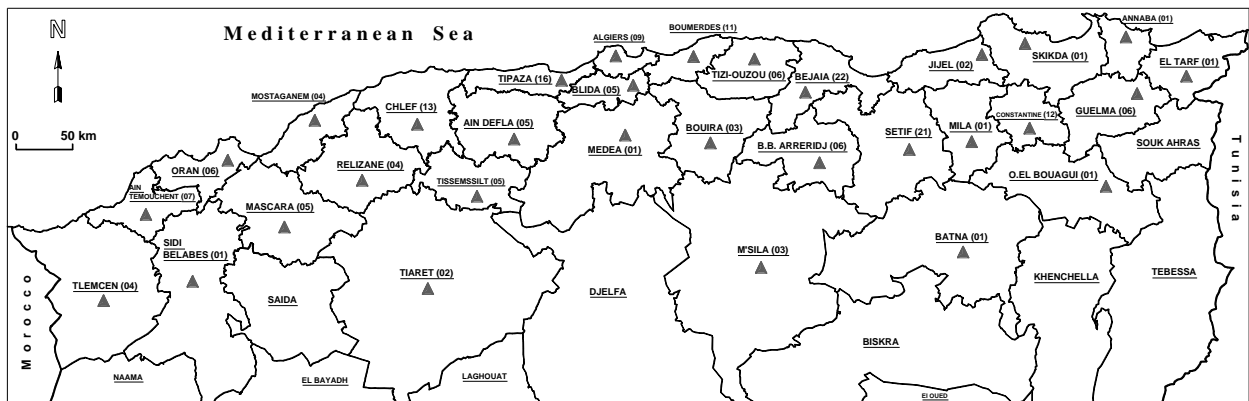 N
Mediterranean Sea
0 50 km
Morocco
Tunisia
ALGIERS (09)
BOUMERDES (11)
ANNABA (01)
SKIKDA (01)
JIJEL (02)
EL TARF (01)
TIPAZA (16)
BLIDA (05)
TIZI-OUZOU (06)
BEJAIA (22)
MOSTAGANEM (04)
CHLEF (13)
AIN DEFLA (05)
MEDEA (01)
BOUIRA (03)
B.B. ARRERIDJ (06)
SETIF (21)
MILA (01)
CONSTANTINE (12)
GUELMA (06)
SOUK AHRAS
ORAN (06)
RELIZANE (04)
TISSEMSSILT (05)
O.EL BOUAGUI (01)
AIN
TEMOUCHENT (07)
MASCARA (05)
SIDI
BELABES (01)
TLEMCEN (04)
SAIDA
TIARET (02)
DJELFA
M'SILA (03)
BATNA (01)
KHENCHELLA
TEBESSA
BISKRA
NAAMA
EL BAYADH
LAGHOUAT
El OUED